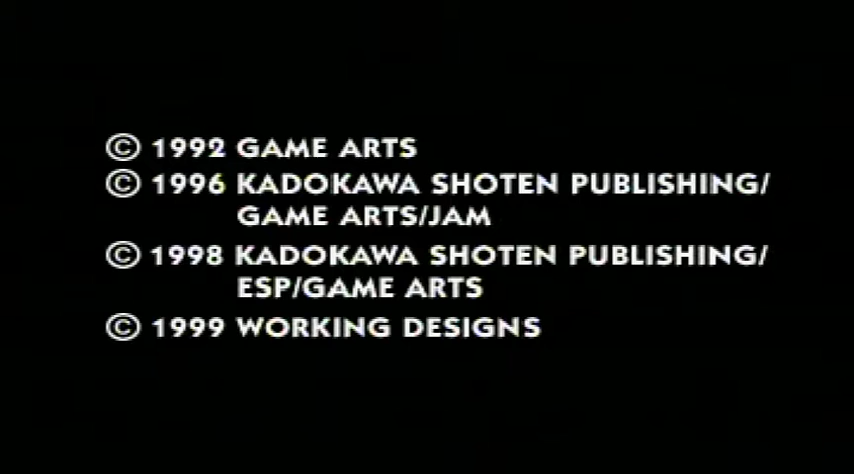 © 1992 GAME ARTS
© 1996 KADOKAWA SHOTEN PUBLISHING/
GAME ARTS/JAM
© 1998 KADOKAWA SHOTEN PUBLISHING/
ESP/GAME ARTS
© 1999 WORKING DESIGNS